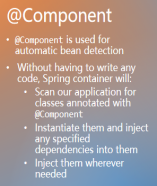 @Component
• @Component is used for
automatic bean detection
• Without having to write any
code, Spring container will:
• Scan our application for
classes annotated with
@Component
• Instantiate them and inject
any specified
dependencies into them
• Inject them wherever
needed